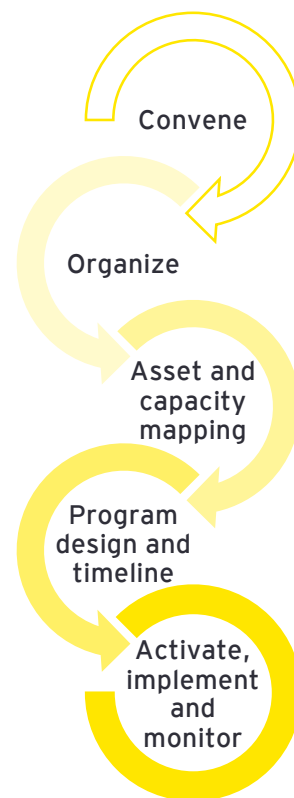 Convene
Organize
Asset and
capacity
mapping
Program
design and
timeline
Activate,
implement
and
monitor